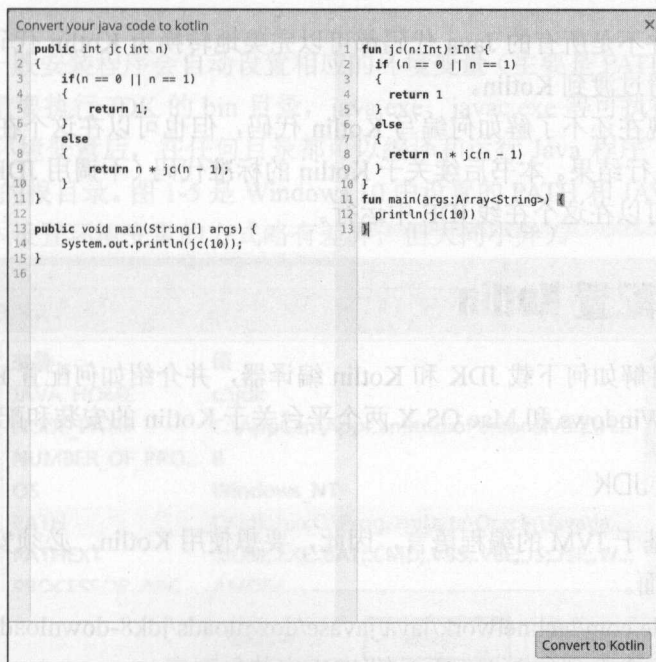 Convert your java code to kotlin ×
1 public int jc(int n)
2 {
3 if(n == 0 || n == 1)
4 {
5 return 1;
6 }
7 else
8 {
9 return n * jc(n - 1);
10 }
11 }
12
13 public void main(String[] args) {
14 System.out.println(jc(10));
15 }
16
1 fun jc(n:Int):Int {
2 if (n == 0 || n == 1)
3 {
4 return 1
5 }
6 else
7 {
8 return n * jc(n - 1)
9 }
10 }
11 fun main(args:Array<String>) {
12 println(jc(10))
13 }
Convert to Kotlin